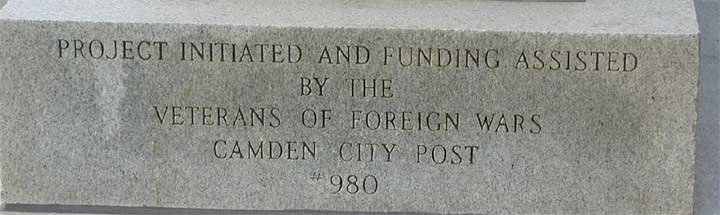 PROJECT INITIATED AND FUNDING ASSISTED
BY THE
VETERANS OF FOREIGN WARS
CAMDEN CITY POST
#980